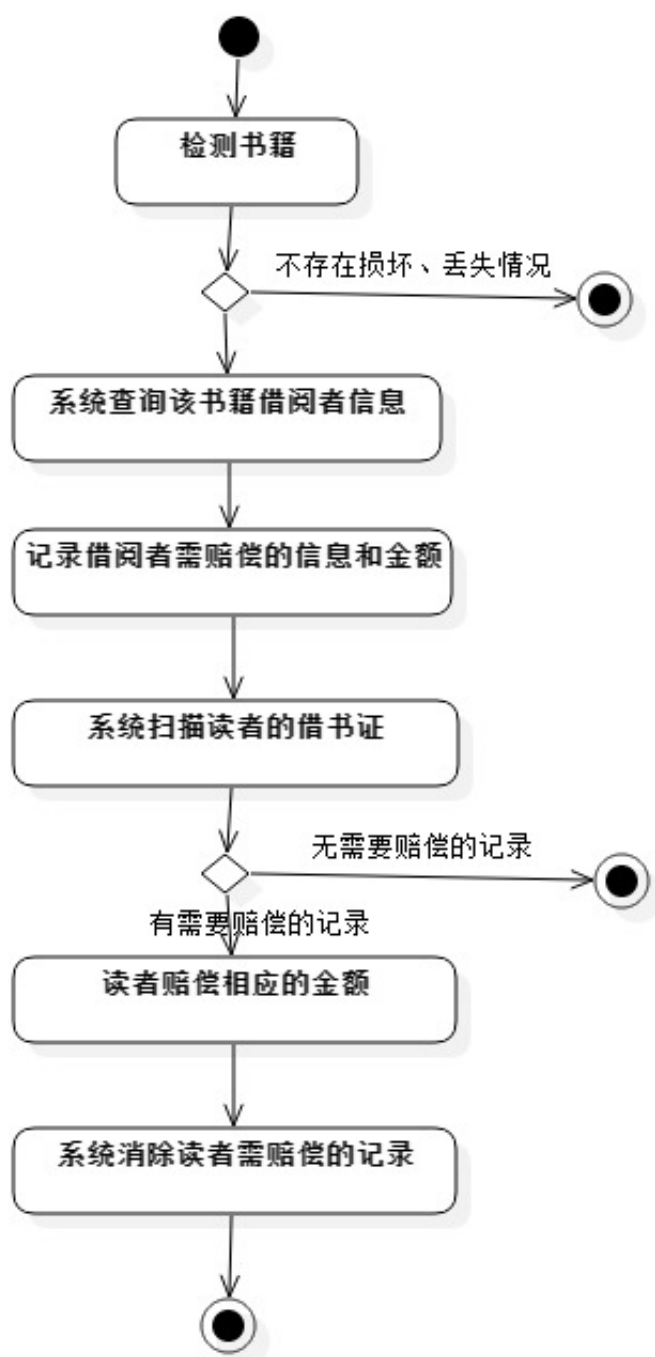 检测书籍
不存在损坏、丢失情况
系统查询该书籍借阅者信息
记录借阅者需赔偿的信息和金额
系统扫描读者的借书证
无需要赔偿的记录
有需要赔偿的记录
读者赔偿相应的金额
系统消除读者需赔偿的记录